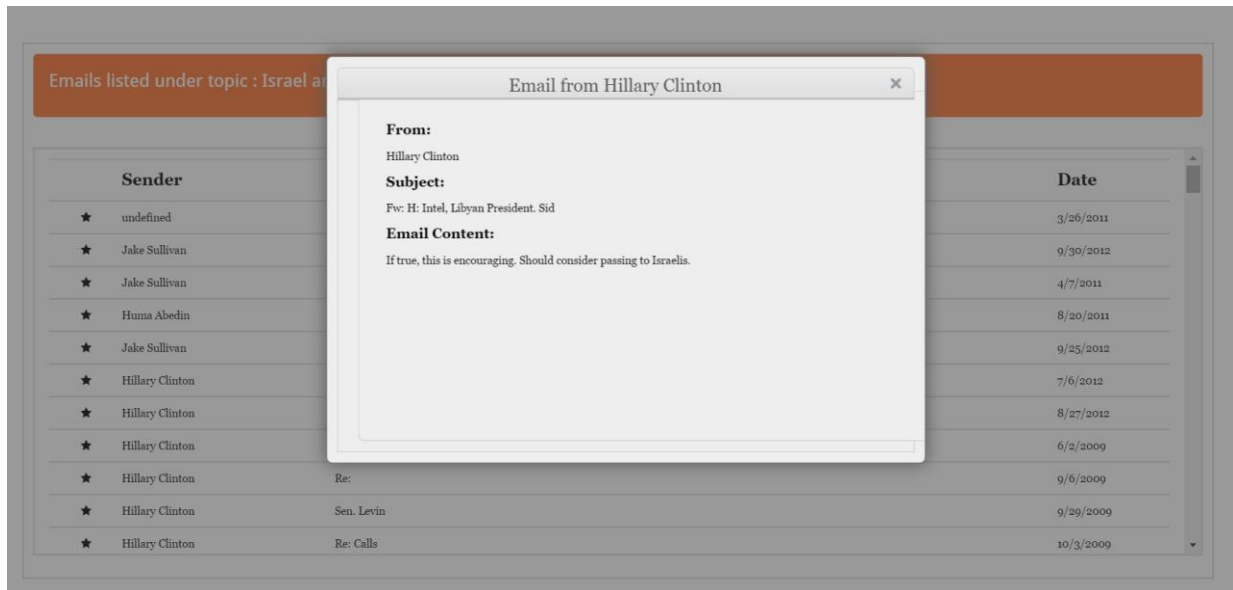 Emails listed under topic : Israel
Email from Hillary Clinton ×
From:
Hillary Clinton
Subject:
Fw: H: Intel, Libyan President. Sid
Email Content:
If true, this is encouraging. Should consider passing to Israelis.
Sender Date
★ undefined 3/26/2011
★ Jake Sullivan 9/30/2012
★ Jake Sullivan 4/7/2011
★ Huma Abedin 8/20/2011
★ Jake Sullivan 9/25/2012
★ Hillary Clinton 7/6/2012
★ Hillary Clinton 8/27/2012
★ Hillary Clinton 6/2/2009
★ Hillary Clinton Re: 9/6/2009
★ Hillary Clinton Sen. Levin 9/29/2009
★ Hillary Clinton Re: Calls 10/3/2009